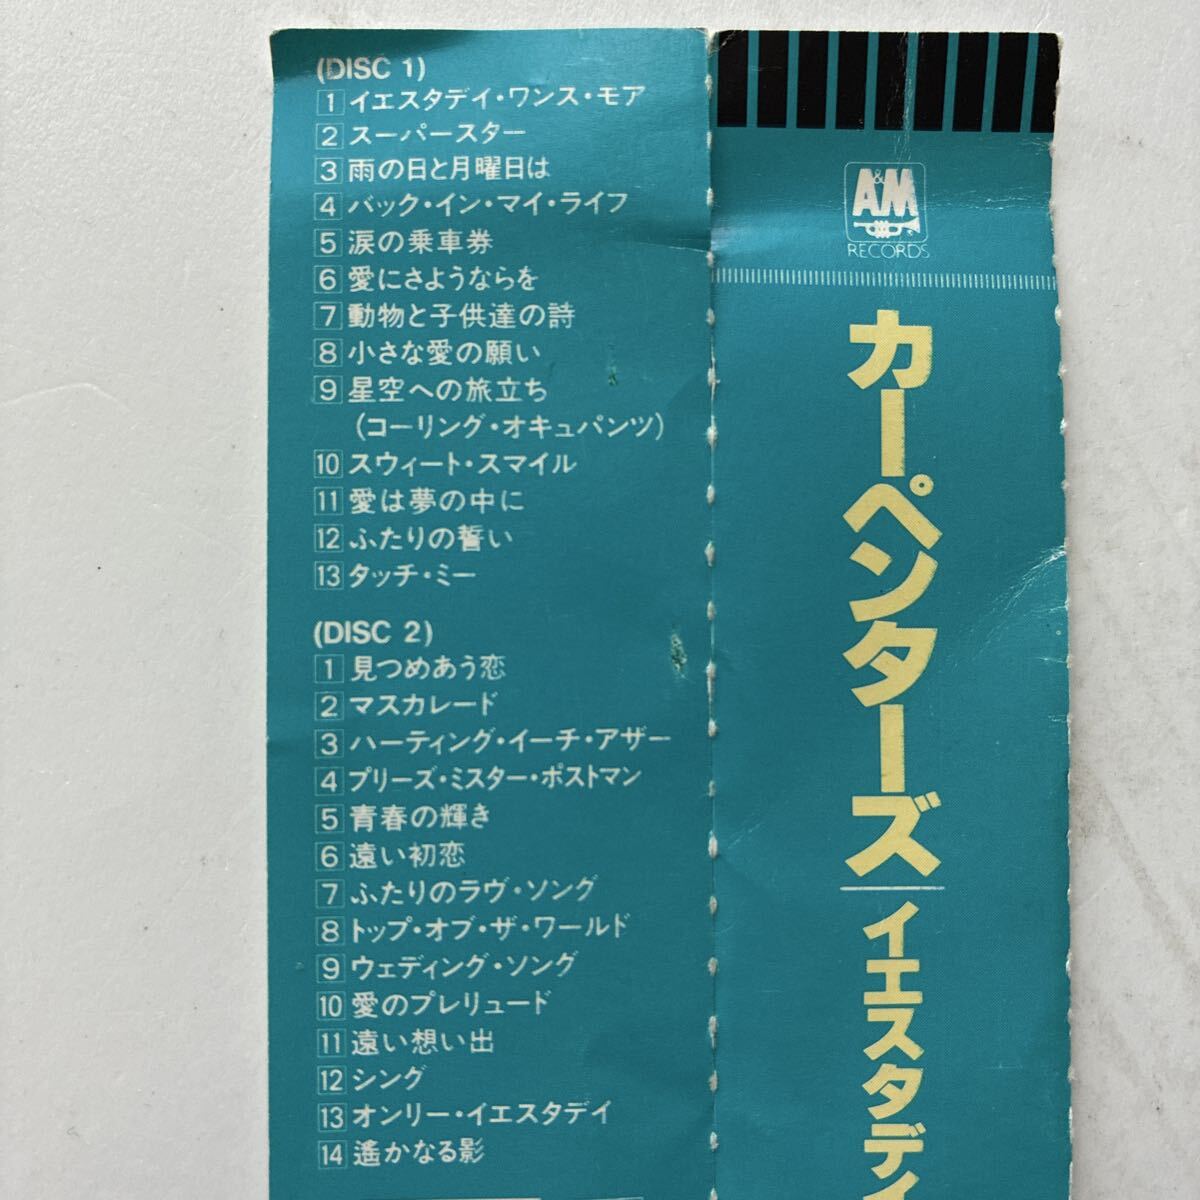 (DISC 1)
1 イエスタデイ・ワンス・モア
2 スーパースター
3 雨の日と月曜日は
4 バック・イン・マイ・ライフ
5 涙の乗車券
6 愛にさようならを
7 動物と子供達の詩
8 小さな愛の願い
9 星空への旅立ち
(コーリング・オキュパンツ)
10 スウィート・スマイル
11 愛は夢の中に
12 ふたりの誓い
13 タッチ・ミー
(DISC 2)
1 見つめあう恋
2 マスカレード
3 ハーティング・イーチ・アザー
4 プリーズ・ミスター・ポストマン
5 青春の輝き
6 遠い初恋
7 ふたりのラヴ・ソング
8 トップ・オブ・ザ・ワールド
9 ウェディング・ソング
10 愛のプレリュード
11 遠い想い出
12 シング
13 オンリー・イエスタデイ
14 遙かなる影
A&M
RECORDS
カーペンターズ
イエスタデイ